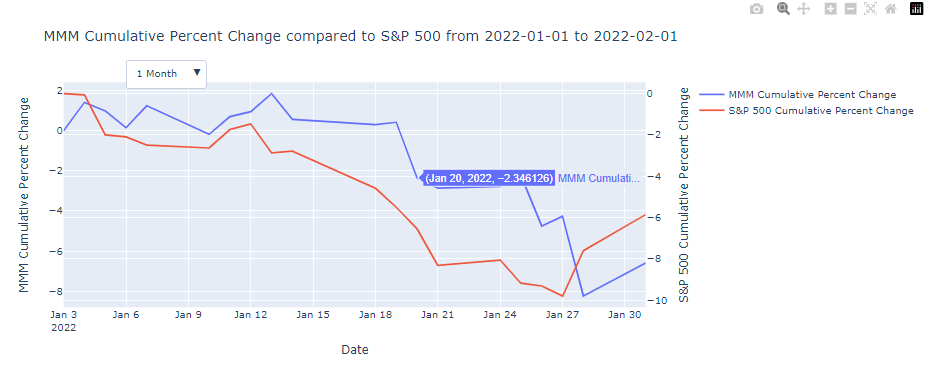 MMM Cumulative Percent Change compared to S&P 500 from 2022-01-01 to 2022-02-01
1 Month ▼
MMM Cumulative Percent Change
2
0
−2
−4
−6
−8
0
−2
−4
−6
−8
−10
S&P 500 Cumulative Percent Change
MMM Cumulative Percent Change
S&P 500 Cumulative Percent Change
(Jan 20, 2022, −2.346126) MMM Cumulati...
Jan 3 Jan 6 Jan 9 Jan 12 Jan 15 Jan 18 Jan 21 Jan 24 Jan 27 Jan 30
2022
Date